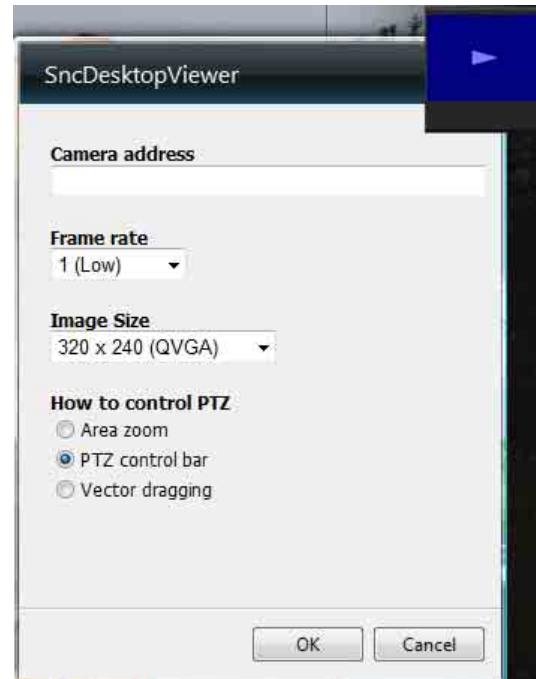 SncDesktopViewer
Camera address
Frame rate
1 (Low)
Image Size
320 x 240 (QVGA)
How to control PTZ
Area zoom
PTZ control bar
Vector dragging
OK Cancel